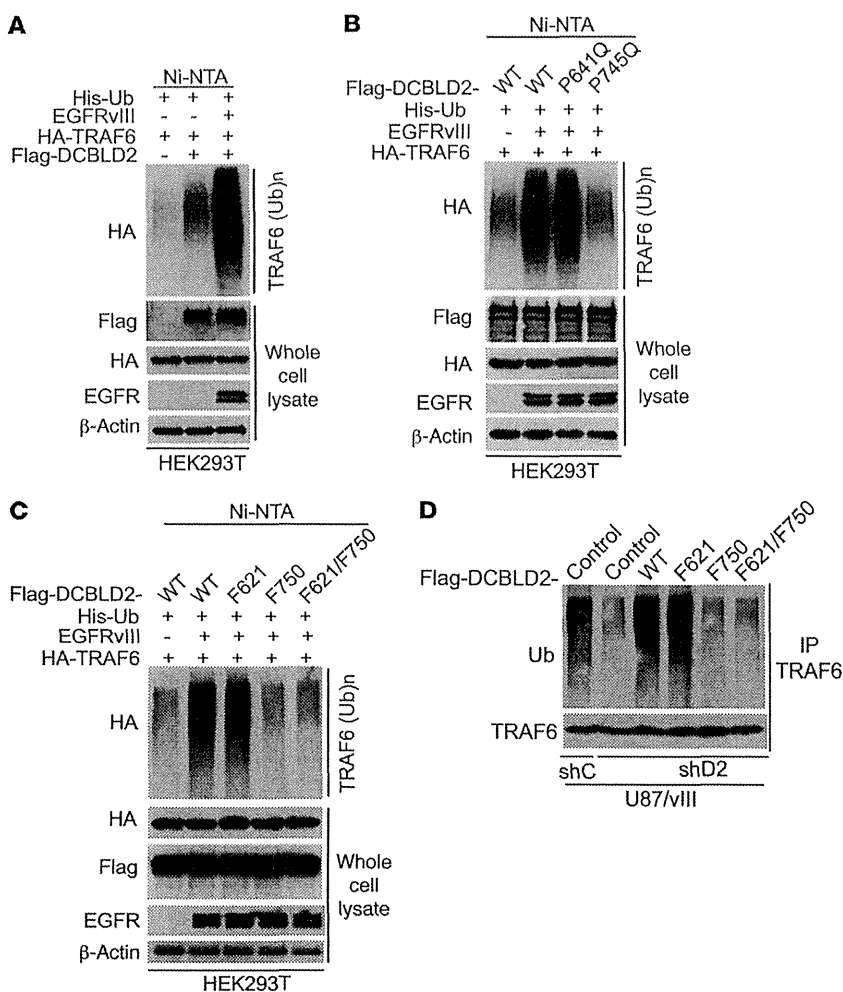 A
Ni-NTA
His-Ub + + +
EGFRvIII - - +
HA-TRAF6 + + +
Flag-DCBLD2 - + +
HA
TRAF6 (Ub)n
Flag
HA
EGFR
β-Actin
Whole
cell
lysate
HEK293T
B
Ni-NTA
Flag-DCBLD2- WT WT P641Q P745Q
His-Ub + + + +
EGFRvIII - + + +
HA-TRAF6 + + + +
HA
TRAF6 (Ub)n
Flag
HA
EGFR
β-Actin
Whole
cell
lysate
HEK293T
C
Ni-NTA
Flag-DCBLD2- WT WT F621 F750 F621/F750
His-Ub + + + + +
EGFRvIII - + + + +
HA-TRAF6 + + + + +
HA
TRAF6 (Ub)n
HA
Flag
EGFR
β-Actin
Whole
cell
lysate
HEK293T
D
Flag-DCBLD2- Control Control WT F621 F750 F621/F750
Ub
IP
TRAF6
TRAF6
shC shD2
U87/vIII